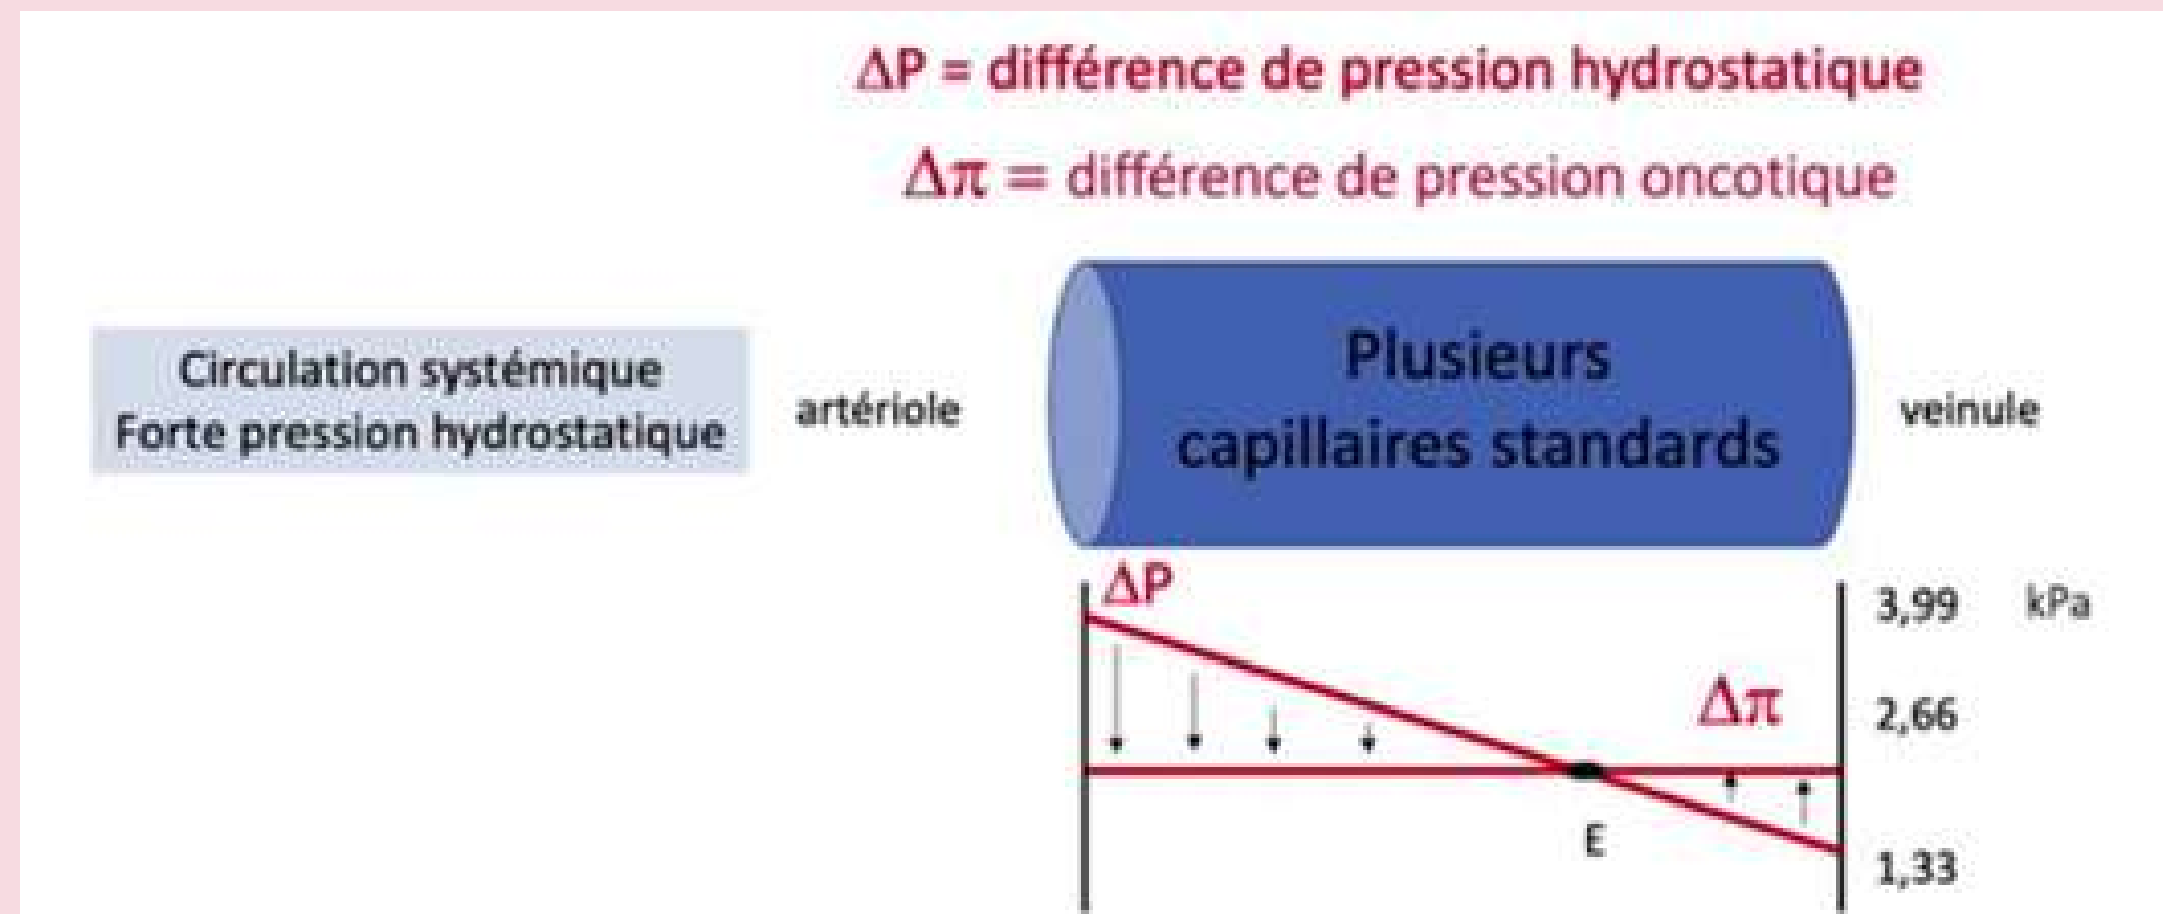 ΔP = différence de pression hydrostatique
Δπ = différence de pression oncotique
Circulation systémique
Forte pression hydrostatique
artériole
Plusieurs
capillaires standards
veinule
ΔP
3,99 kPa
Δπ
2,66
E
1,33